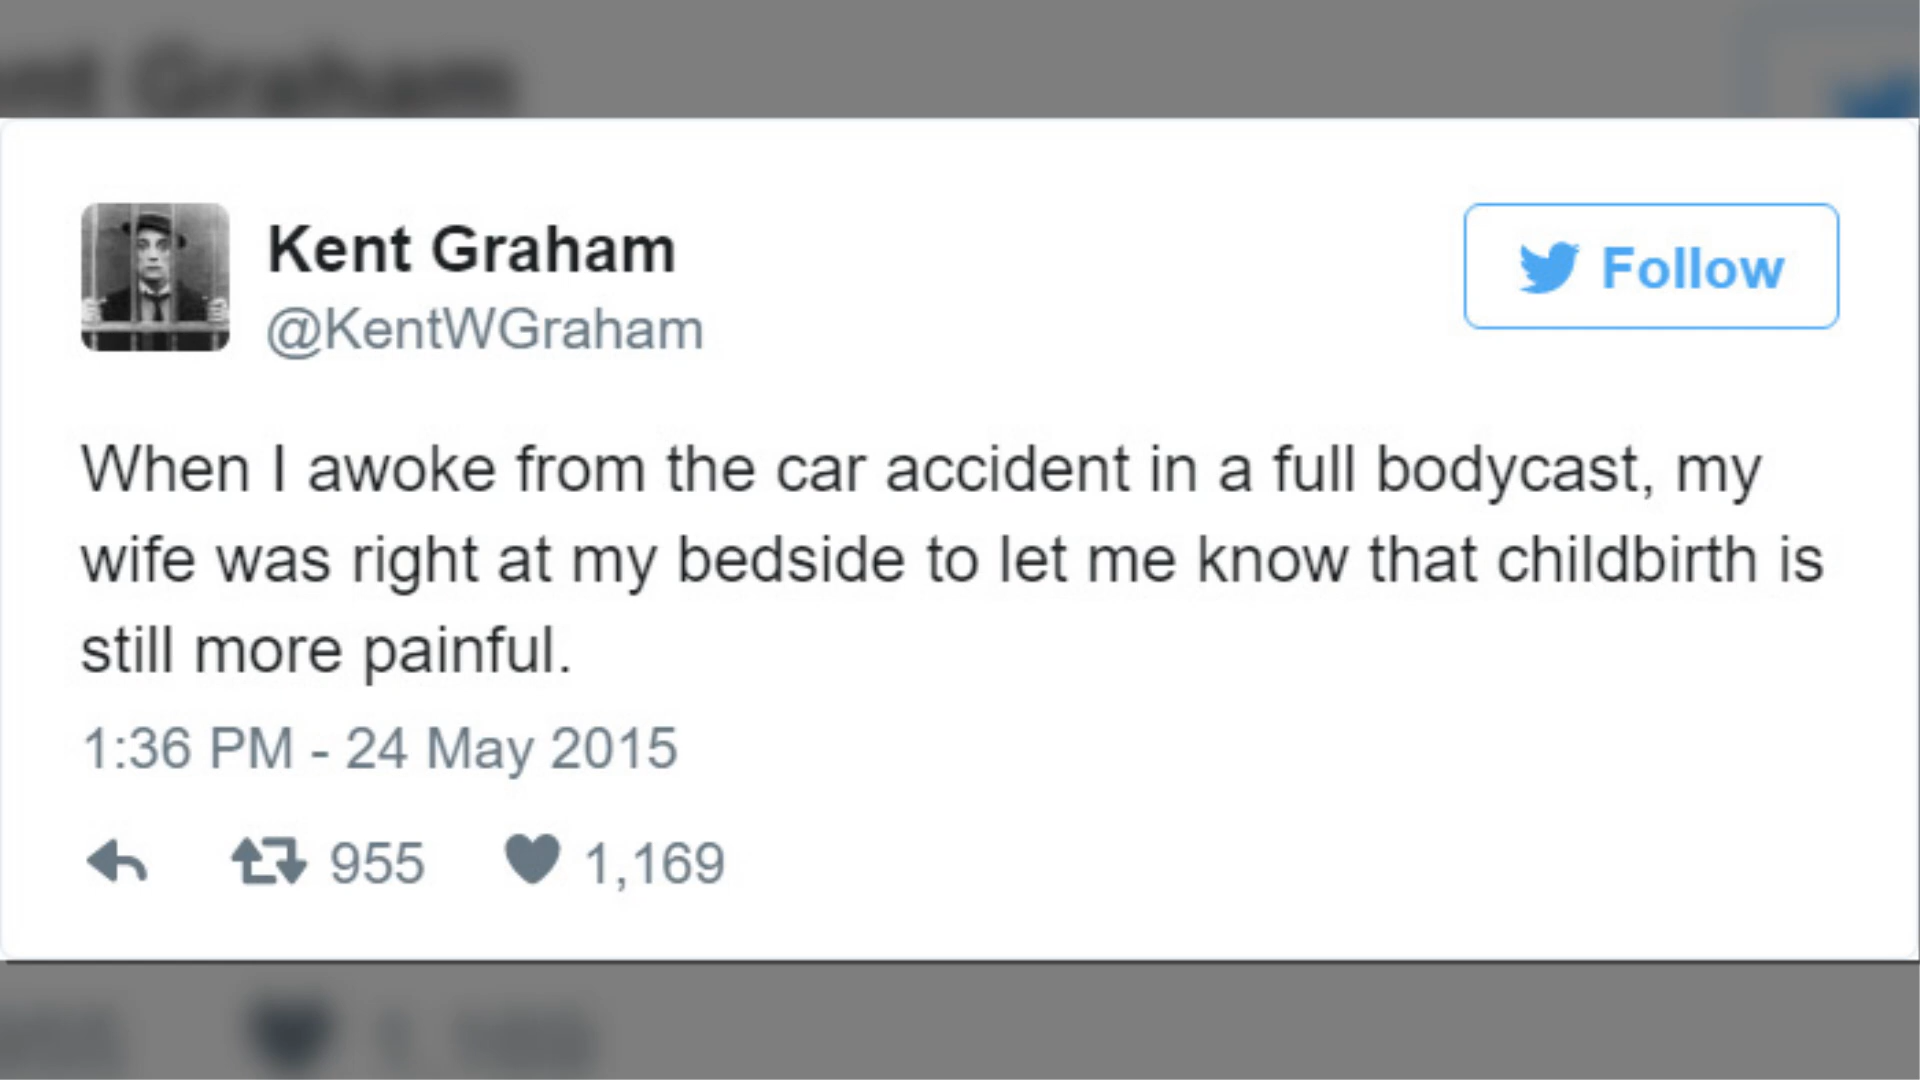 Graham
Kent Graham
@KentWGraham
Follow
When I awoke from the car accident in a full bodycast, my
wife was right at my bedside to let me know that childbirth is
still more painful.
1:36 PM - 24 May 2015
955 1,169